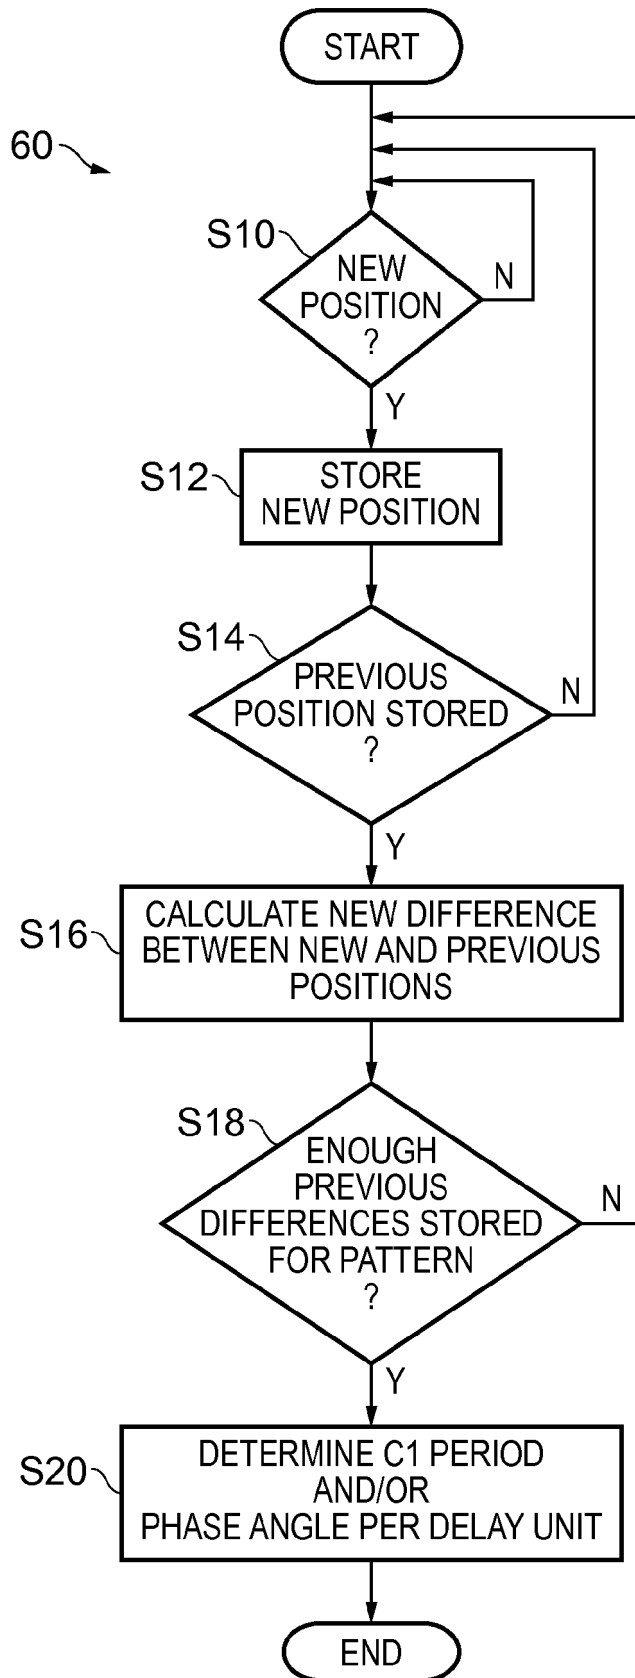 START
60
S10
NEW
POSITION
?
N
Y
S12
STORE
NEW POSITION
S14
PREVIOUS
POSITION STORED
?
N
Y
S16
CALCULATE NEW DIFFERENCE
BETWEEN NEW AND PREVIOUS
POSITIONS
S18
ENOUGH
PREVIOUS
DIFFERENCES STORED
FOR PATTERN
?
N
Y
S20
DETERMINE C1 PERIOD
AND/OR
PHASE ANGLE PER DELAY UNIT
END